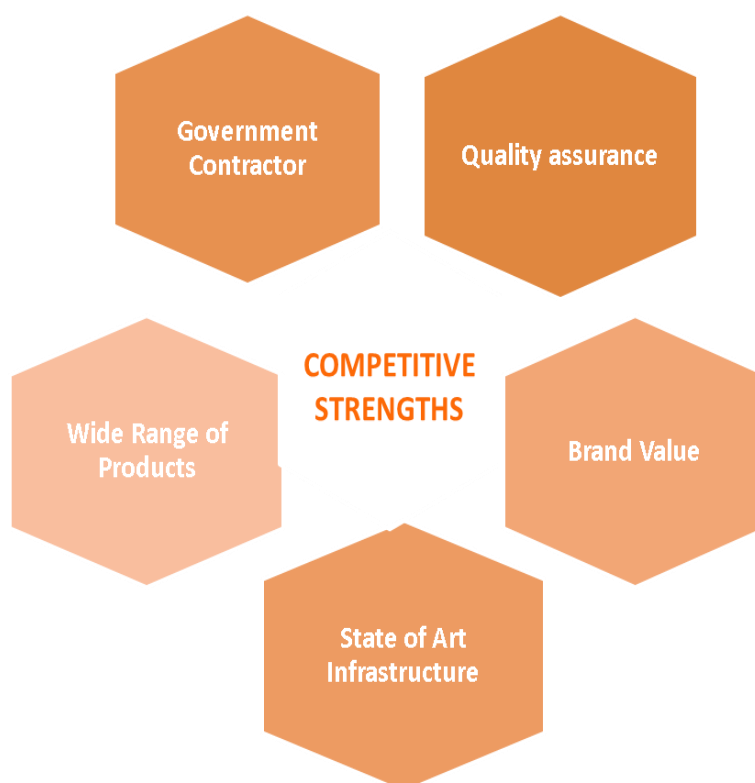 Government
Contractor
Quality assurance
COMPETITIVE
STRENGTHS
Wide Range of
Products
Brand Value
State of Art
Infrastructure